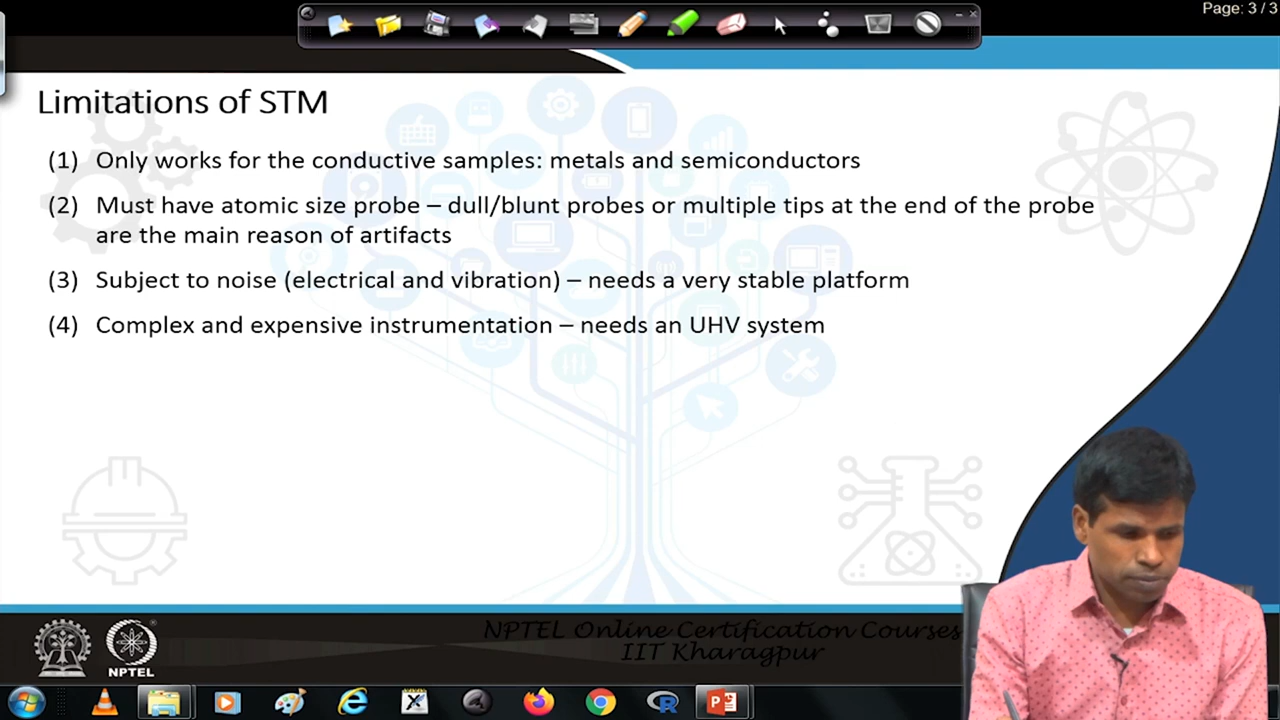 Page: 3 / 3
Limitations of STM
(1) Only works for the conductive samples: metals and semiconductors
(2) Must have atomic size probe – dull/blunt probes or multiple tips at the end of the probe
are the main reason of artifacts
(3) Subject to noise (electrical and vibration) – needs a very stable platform
(4) Complex and expensive instrumentation – needs an UHV system
NPTEL Online Certification Courses
IIT Kharagpur
NPTEL